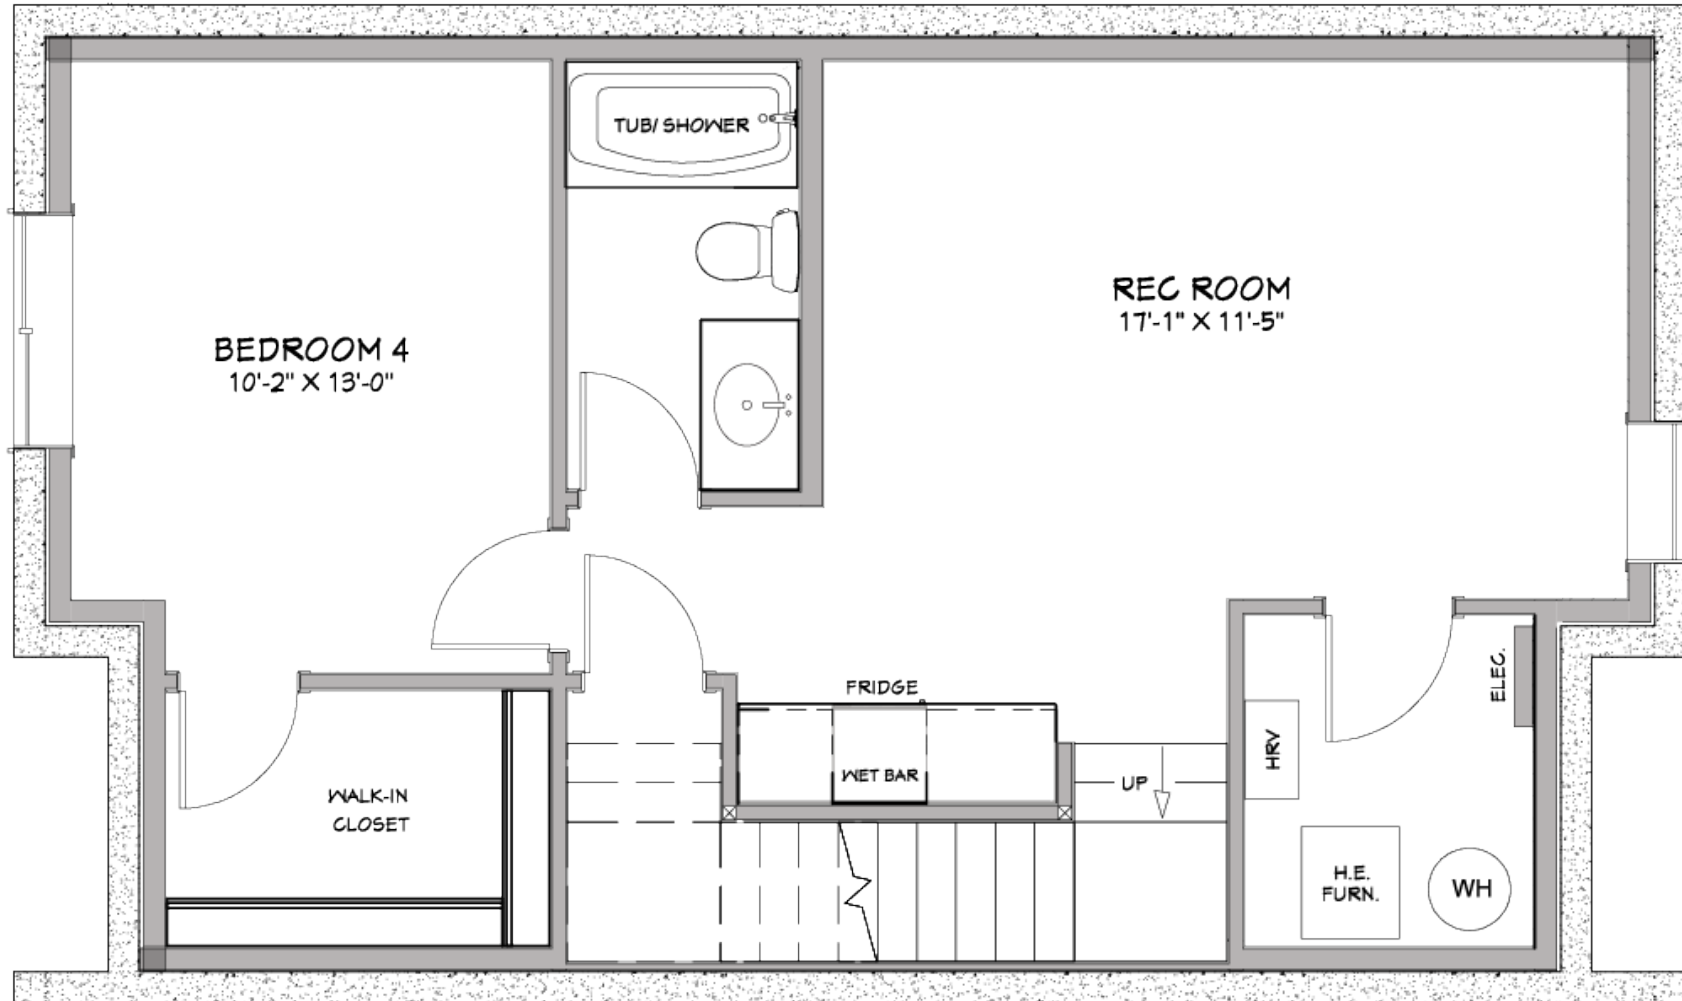 TUB/ SHOWER
REC ROOM
17'-1" X 11'-5"
BEDROOM 4
10'-2" X 13'-0"
FRIDGE
ELEC.
HRV
WET BAR
UP
WALK-IN
CLOSET
H.E.
FURN.
WH